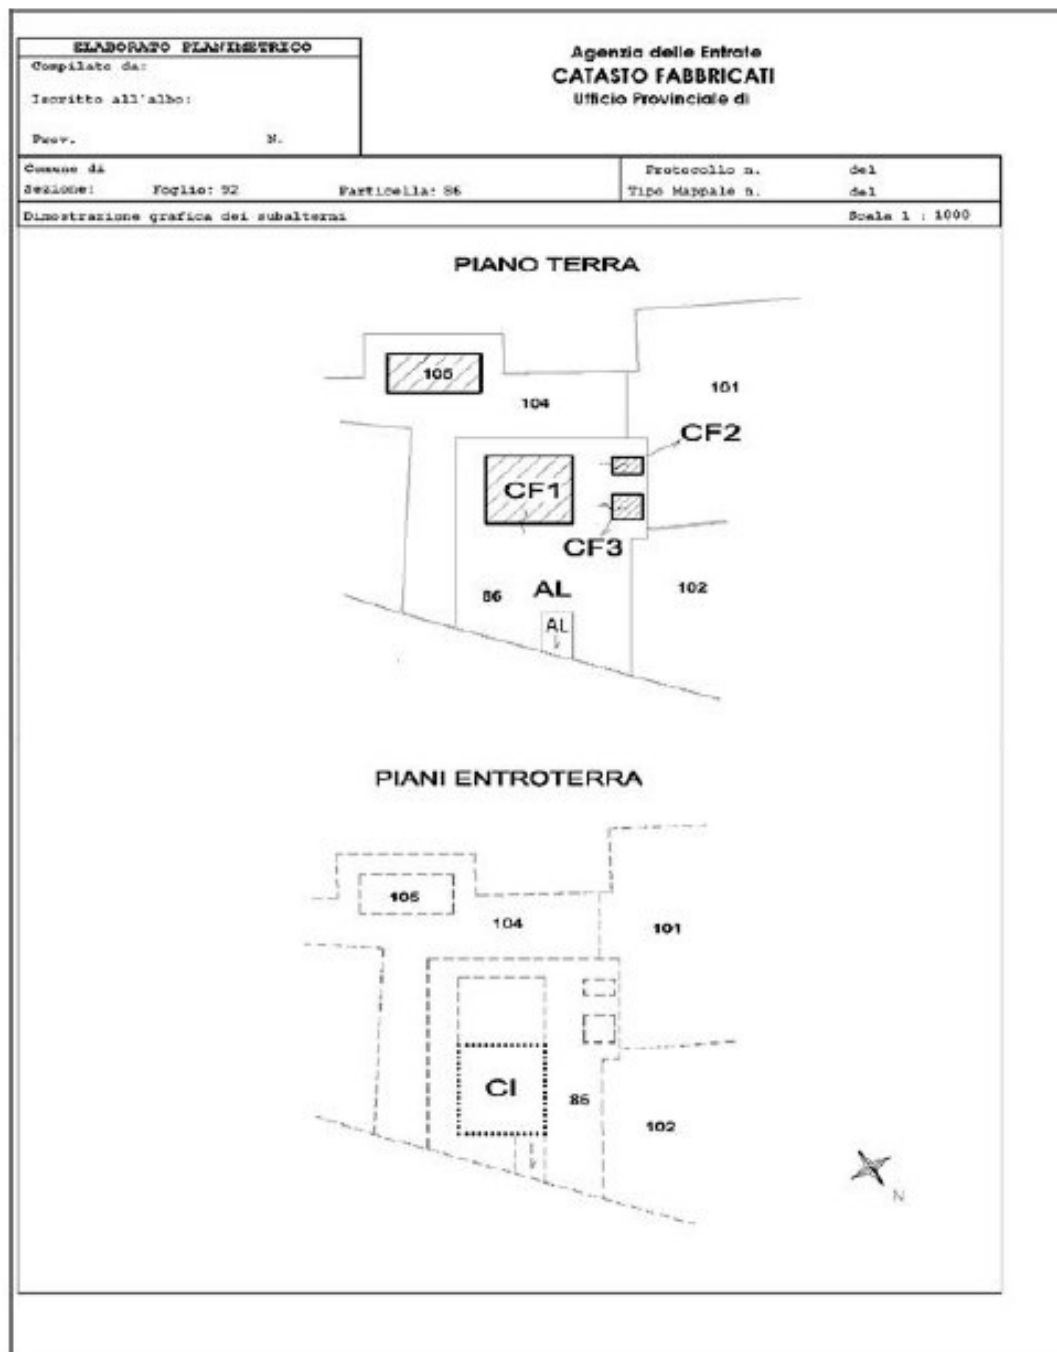 ELABORATO PLANIMETRICO
Compilato da:
Iscritto all'albo:
Prov. N.
Agenzia delle Entrate
CATASTO FABBRICATI
Ufficio Provinciale di
Comune di
Sezione: Foglio: 92 Particella: 86
Protocollo n. del
Tipo Mappale n. del
Dimostrazione grafica dei subalterni Scala 1 : 1000
PIANO TERRA
105
101
104
CF2
CF1
CF3
102
86 AL
AL
PIANI ENTROTERRA
105
104
101
CI
86
102
N